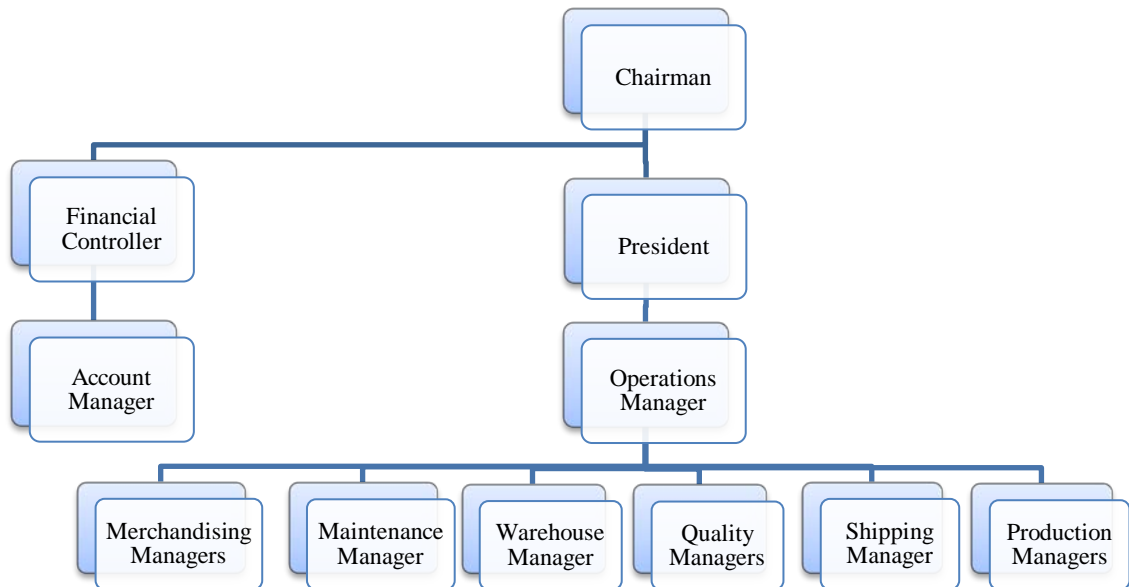 Chairman
Financial
Controller
President
Account
Manager
Operations
Manager
Merchandising
Managers
Maintenance
Manager
Warehouse
Manager
Quality
Managers
Shipping
Manager
Production
Managers